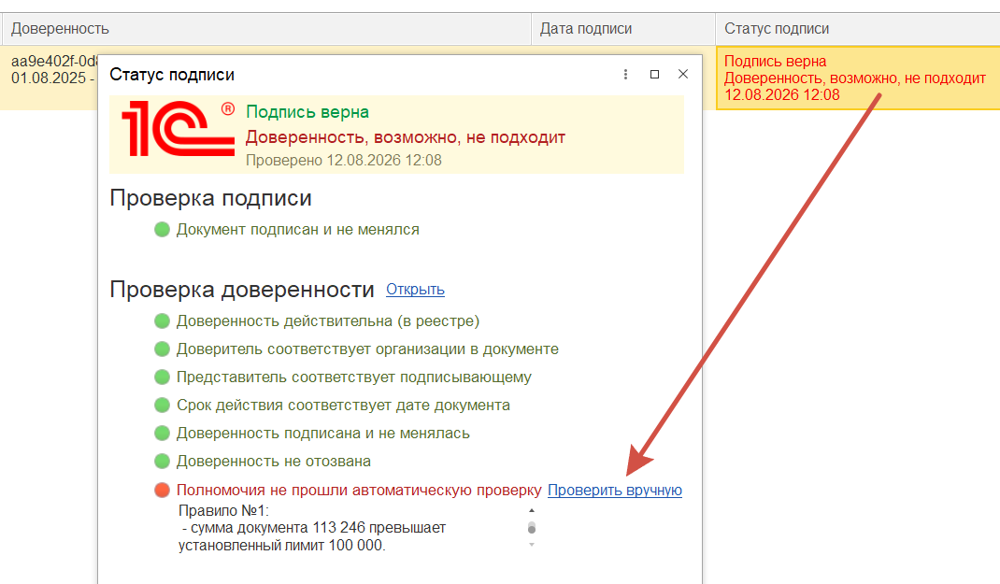 Доверенность
Дата подписи
Статус подписи
01.08.2025 -
Подпись верна
Доверенность, возможно, не подходит
12.08.2026 12:08
Статус подписи
1С®
Подпись верна
Доверенность, возможно, не подходит
Проверено 12.08.2026 12:08
Проверка подписи
Документ подписан и не менялся
Проверка доверенности Открыть
Доверенность действительна (в реестре)
Доверитель соответствует организации в документе
Представитель соответствует подписывающему
Срок действия соответствует дате документа
Доверенность подписана и не менялась
Доверенность не отозвана
Полномочия не прошли автоматическую проверку Проверить вручную
Правило №1:
- сумма документа 113 246 превышает
установленный лимит 100 000.